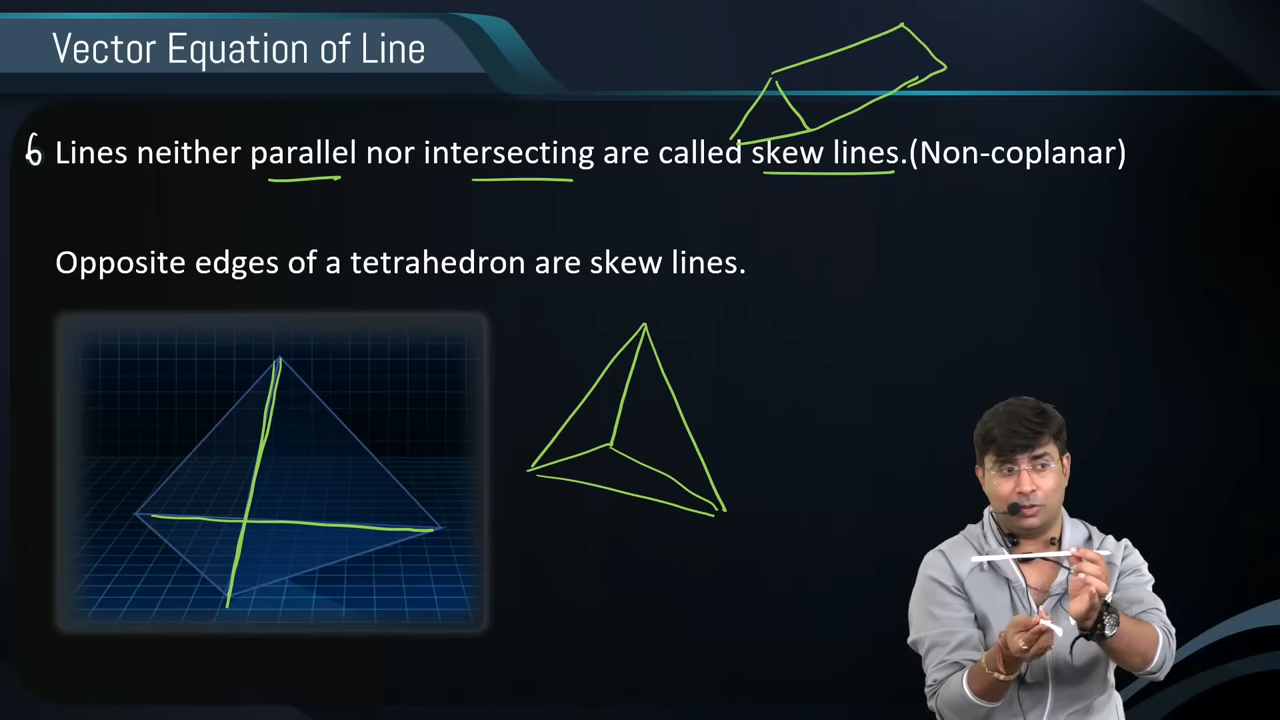 Vector Equation of Line
6 Lines neither parallel nor intersecting are called skew lines.(Non-coplanar)
Opposite edges of a tetrahedron are skew lines.